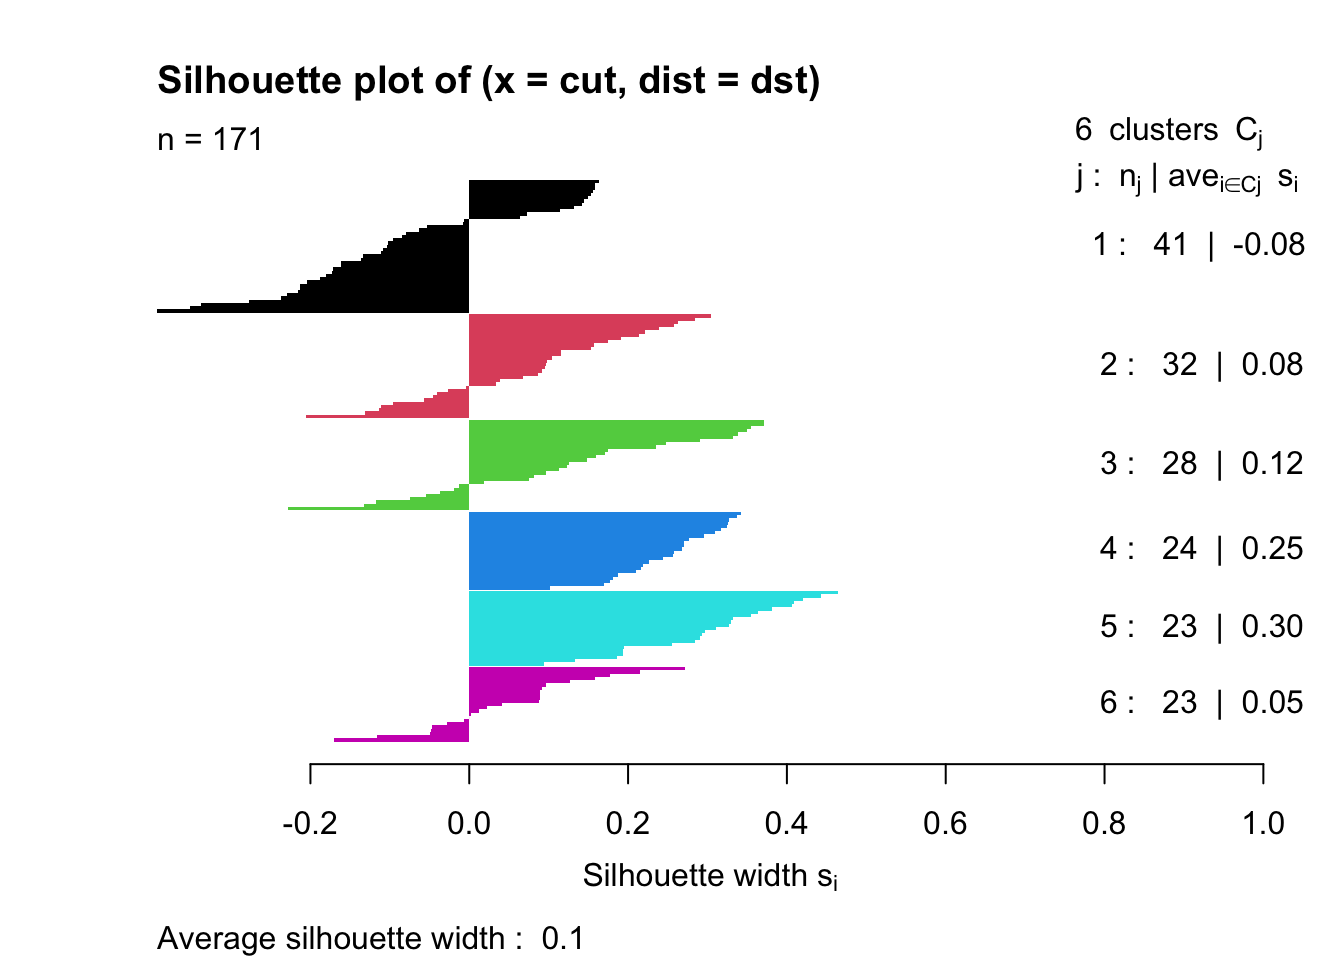 Silhouette plot of (x = cut, dist = dst)
n = 171
6 clusters Cj
j : nj | avei∈Cj si
1 : 41 | -0.08
2 : 32 | 0.08
3 : 28 | 0.12
4 : 24 | 0.25
5 : 23 | 0.30
6 : 23 | 0.05
-0.2 0.0 0.2 0.4 0.6 0.8 1.0
Silhouette width si
Average silhouette width : 0.1